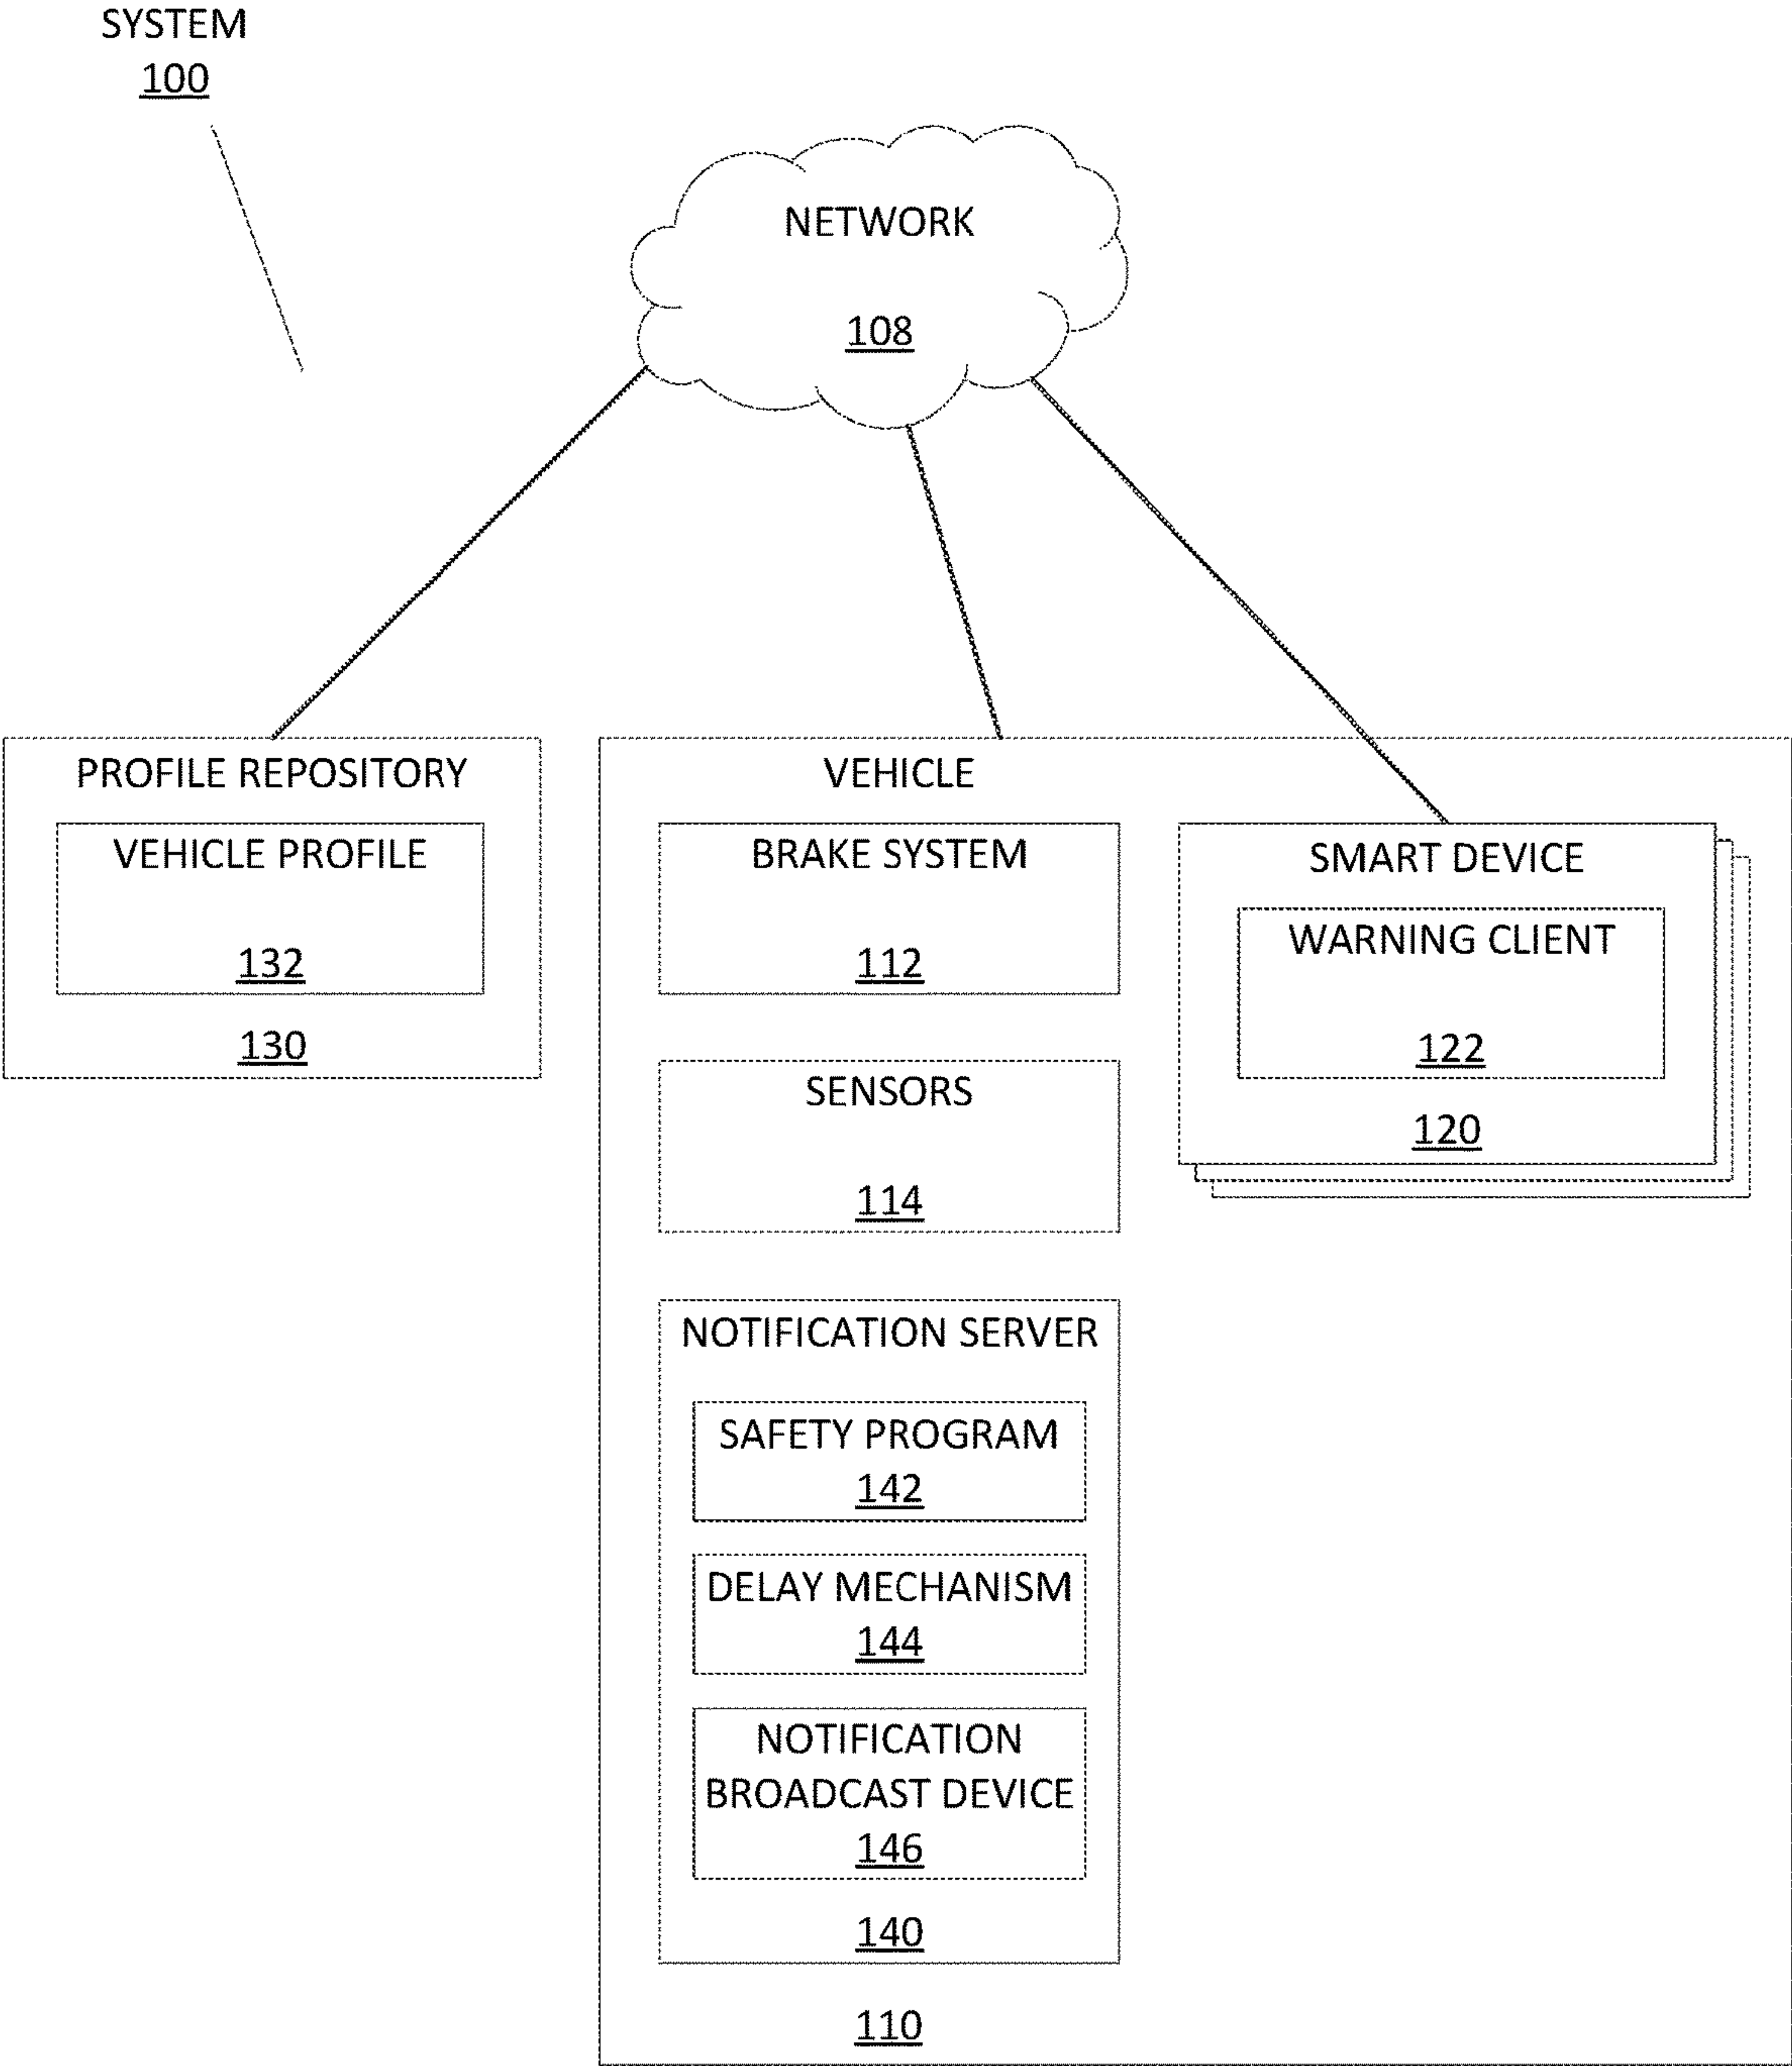 SYSTEM
100
NETWORK
108
PROFILE REPOSITORY
VEHICLE PROFILE
132
130
VEHICLE
BRAKE SYSTEM
112
SENSORS
114
NOTIFICATION SERVER
SAFETY PROGRAM
142
DELAY MECHANISM
144
NOTIFICATION
BROADCAST DEVICE
146
140
110
SMART DEVICE
WARNING CLIENT
122
120